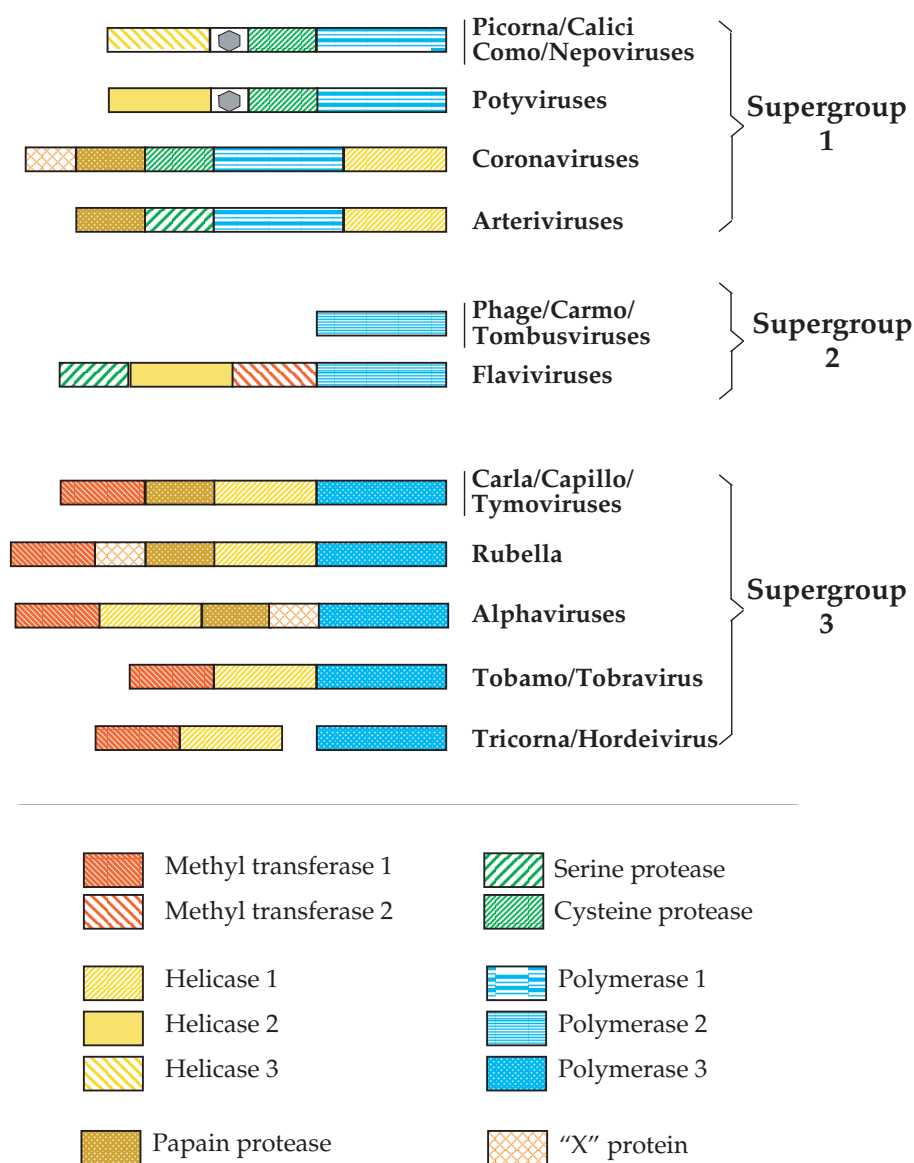 Picorna/Calici
Como/Nepoviruses
Potyviruses
Coronaviruses
Arteriviruses
Supergroup
1
Phage/Carmo/
Tombusviruses
Flaviviruses
Supergroup
2
Carla/Capillo/
Tymoviruses
Rubella
Alphaviruses
Tobamo/Tobravirus
Tricorna/Hordeivirus
Supergroup
3
Methyl transferase 1
Methyl transferase 2
Helicase 1
Helicase 2
Helicase 3
Papain protease
Serine protease
Cysteine protease
Polymerase 1
Polymerase 2
Polymerase 3
“X” protein